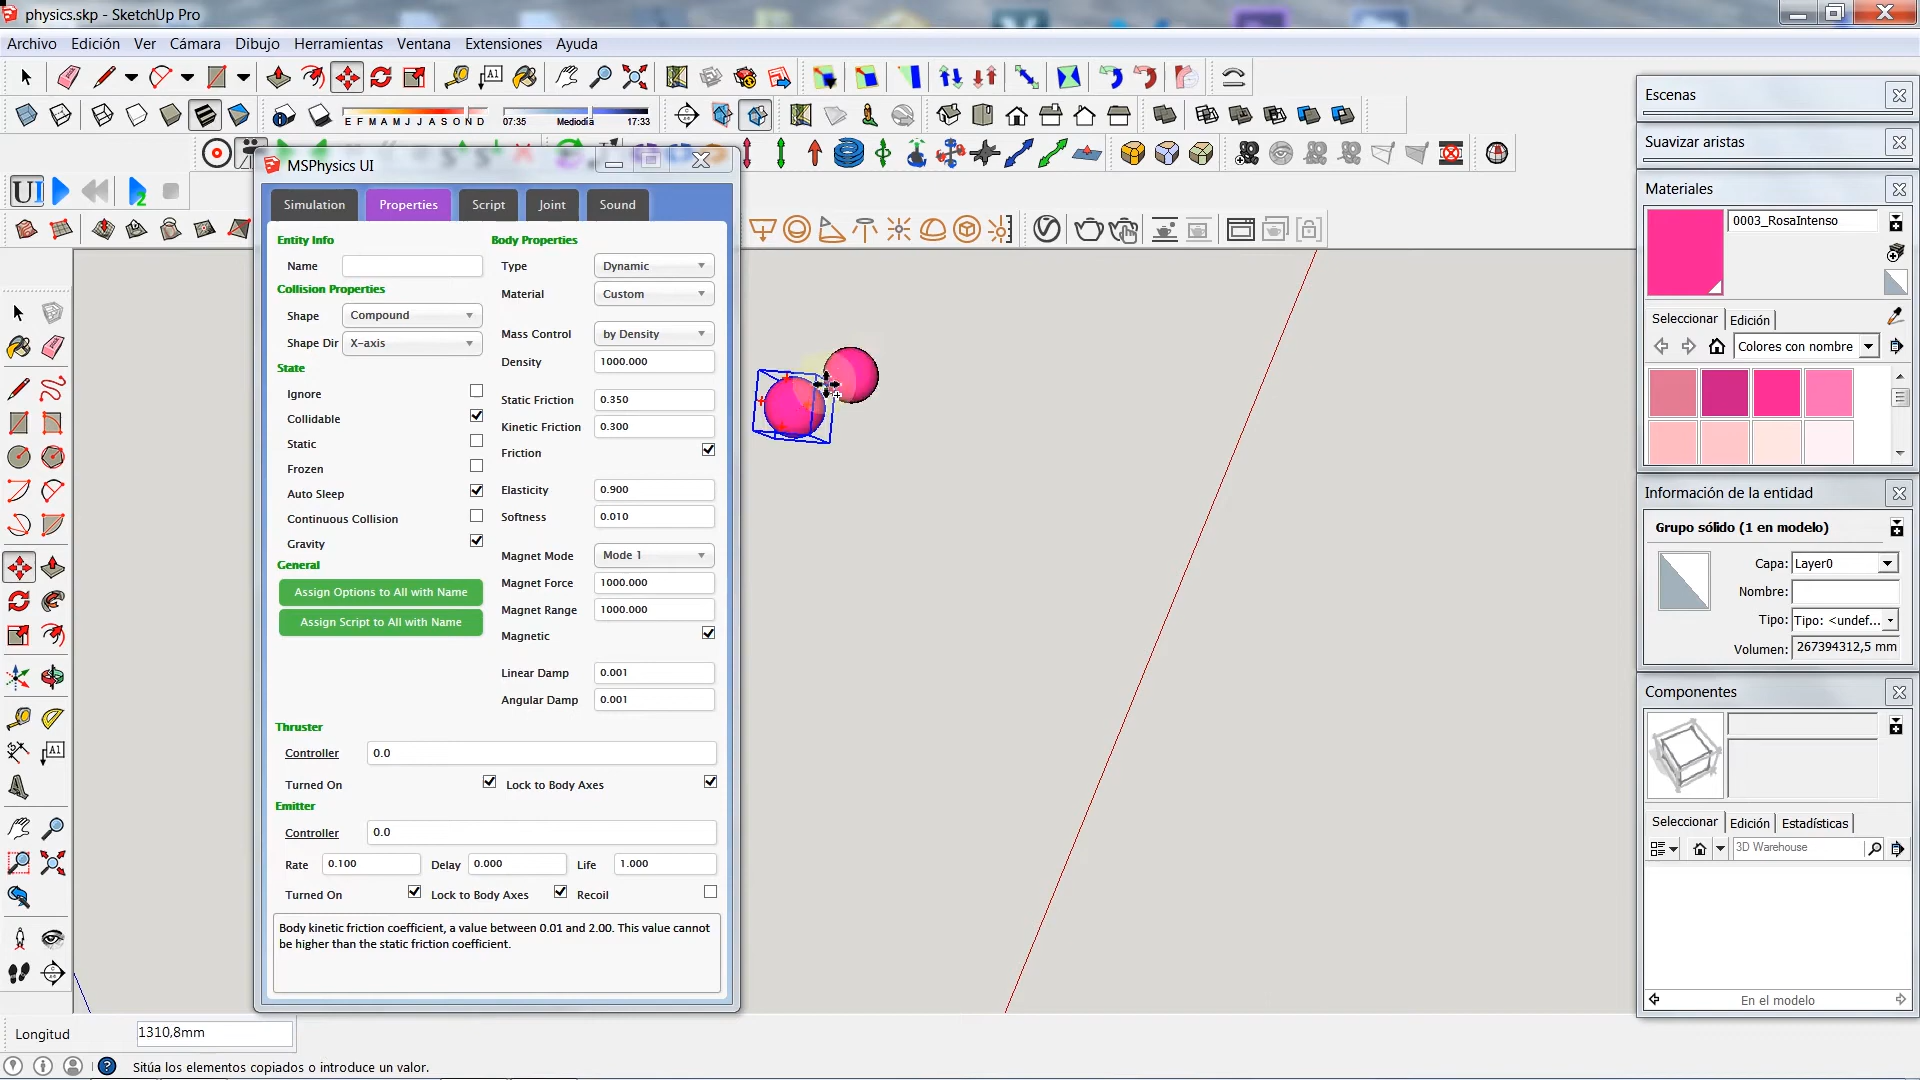 physics.skp - SketchUp Pro
Archivo Edición Ver Cámara Dibujo Herramientas Ventana Extensiones Ayuda
A1
E F M A M J J A S O N D 07:35 Mediodía 17:33
MSPhysics UI
UI 2
Simulation Properties Script Joint Sound
Entity Info
Name
Collision Properties
Shape Compound
Shape Dir X-axis
State
Ignore
Collidable
Static
Frozen
Auto Sleep
Continuous Collision
Gravity
General
Assign Options to All with Name
Assign Script to All with Name
Body Properties
Type Dynamic
Material Custom
Mass Control by Density
Density 1000.000
Static Friction 0.350
Kinetic Friction 0.300
Friction
Elasticity 0.900
Softness 0.010
Magnet Mode Mode 1
Magnet Force 1000.000
Magnet Range 1000.000
Magnetic
Linear Damp 0.001
Angular Damp 0.001
Thruster
Controller 0.0
Turned On Lock to Body Axes
Emitter
Controller 0.0
Rate 0.100 Delay 0.000 Life 1.000
Turned On Lock to Body Axes Recoil
Body kinetic friction coefficient, a value between 0.01 and 2.00. This value cannot
be higher than the static friction coefficient.
A1
Escenas
Suavizar aristas
Materiales
0003_RosaIntenso
Seleccionar Edición
Colores con nombre
Información de la entidad
Grupo sólido (1 en modelo)
Capa: Layer0
Nombre:
Tipo: Tipo: <undef...
Volumen: 267394312,5 mm
Componentes
Seleccionar Edición Estadísticas
3D Warehouse
En el modelo
Longitud 1310,8mm
Sitúa los elementos copiados o introduce un valor.